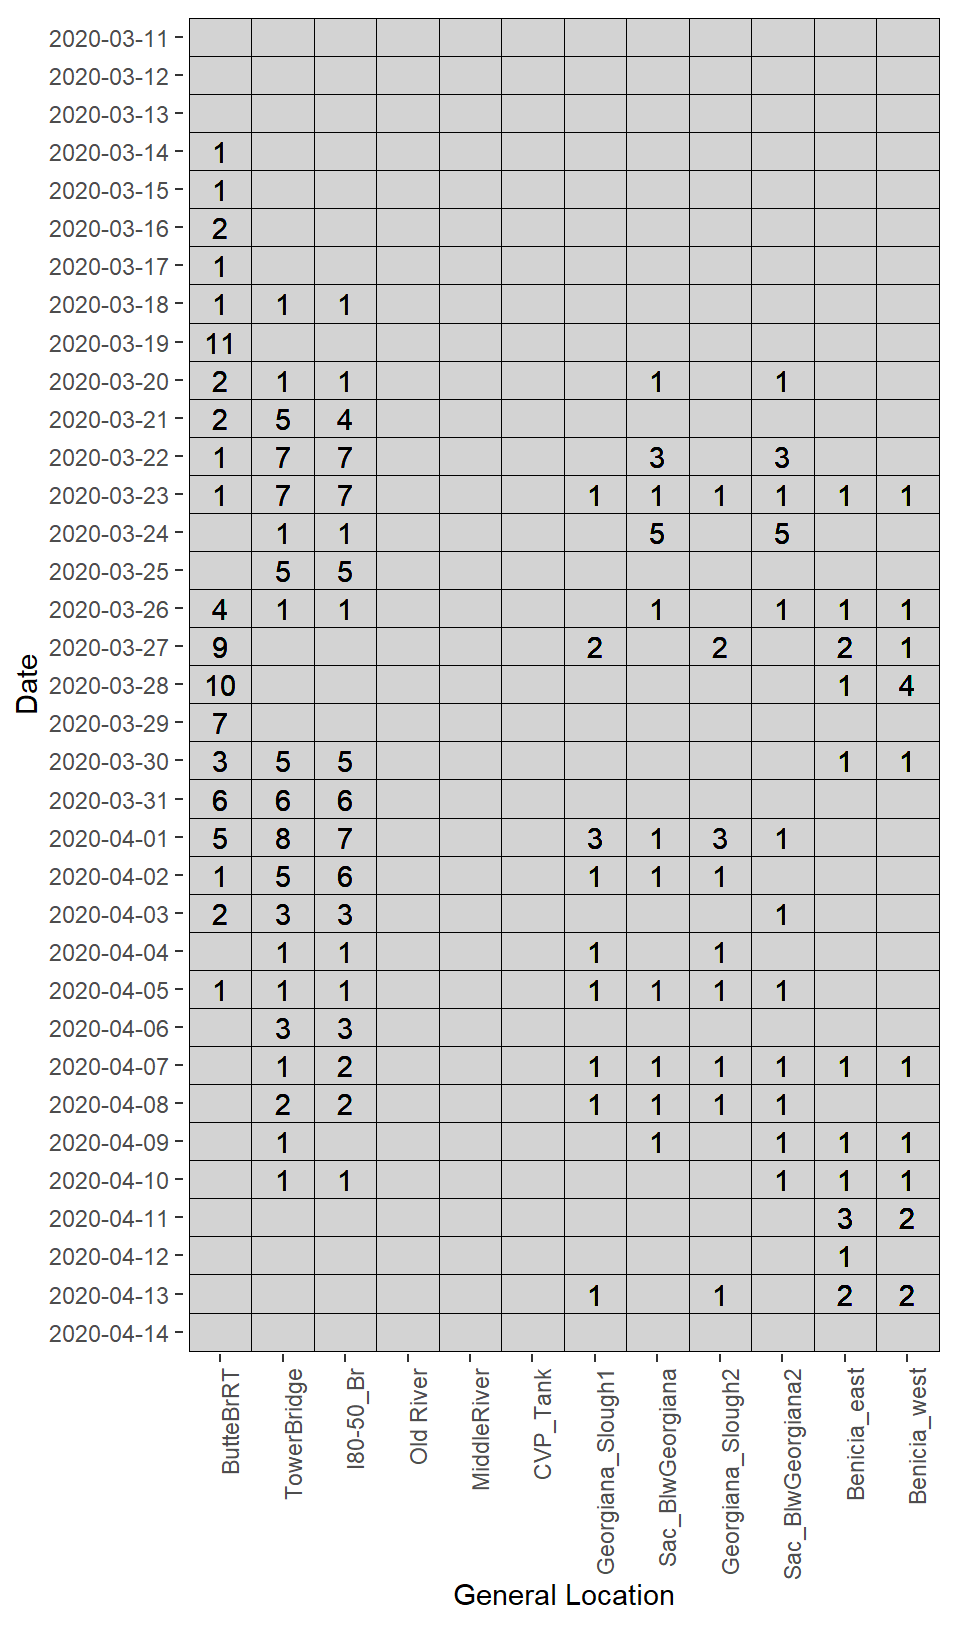 2020-03-11
2020-03-12
2020-03-13
2020-03-14 1
2020-03-15 1
2020-03-16 2
2020-03-17 1
2020-03-18 1 1 1
2020-03-19 11
2020-03-20 2 1 1 1 1
2020-03-21 2 5 4
2020-03-22 1 7 7 3 3
2020-03-23 1 7 7 1 1 1 1 1 1
2020-03-24 1 1 5 5
2020-03-25 5 5
2020-03-26 4 1 1 1 1 1 1
2020-03-27 9 2 2 2 1
2020-03-28 10 1 4
2020-03-29 7
2020-03-30 3 5 5 1 1
2020-03-31 6 6 6
2020-04-01 5 8 7 3 1 3 1
2020-04-02 1 5 6 1 1 1
2020-04-03 2 3 3 1
2020-04-04 1 1 1 1
2020-04-05 1 1 1 1 1 1 1
2020-04-06 3 3
2020-04-07 1 2 1 1 1 1 1 1
2020-04-08 2 2 1 1 1 1
2020-04-09 1 1 1 1 1
2020-04-10 1 1 1 1 1
2020-04-11 3 2
2020-04-12 1
2020-04-13 1 1 2 2
2020-04-14
Date
ButteBrRT
TowerBridge
I80-50_Br
Old River
MiddleRiver
CVP_Tank
Georgiana_Slough1
Sac_BlwGeorgiana
Georgiana_Slough2
Sac_BlwGeorgiana2
Benicia_east
Benicia_west
General Location